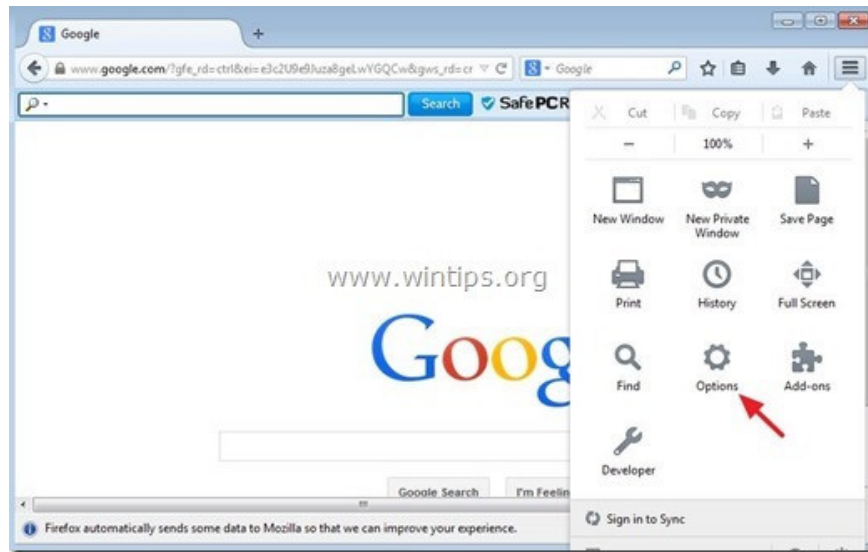 Google
www.google.com/?gfe_rd=ctrl&ei=e3c2U9e9Juza8geLwYGQCw&gws_rd=cr
Google
Search SafePCR
Cut Copy Paste
100%
New Window New Private Window Save Page
www.wintips.org
Print History Full Screen
Goog
Find Options Add-ons
Developer
Google Search I'm Feelin
Sign in to Sync
Firefox automatically sends some data to Mozilla so that we can improve your experience.